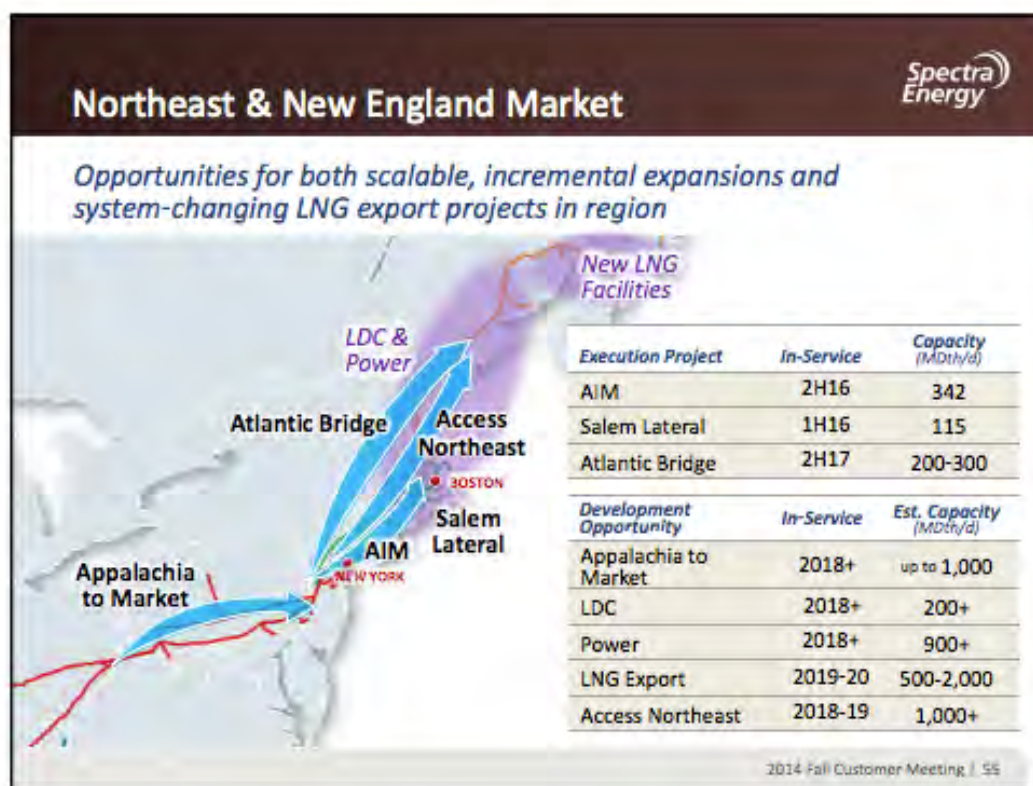 Spectra
Energy
Northeast & New England Market
Opportunities for both scalable, incremental expansions and
system-changing LNG export projects in region
New LNG
Facilities
LDC &
Power
Atlantic Bridge
Access
Northeast
BOSTON
Salem
Lateral
AIM
NEW YORK
Appalachia
to Market
Execution Project In-Service Capacity (MDth/d)
AIM 2H16 342
Salem Lateral 1H16 115
Atlantic Bridge 2H17 200-300
Development Opportunity In-Service Est. Capacity (MDth/d)
Appalachia to Market 2018+ up to 1,000
LDC 2018+ 200+
Power 2018+ 900+
LNG Export 2019-20 500-2,000
Access Northeast 2018-19 1,000+
2014 Fall Customer Meeting | 55